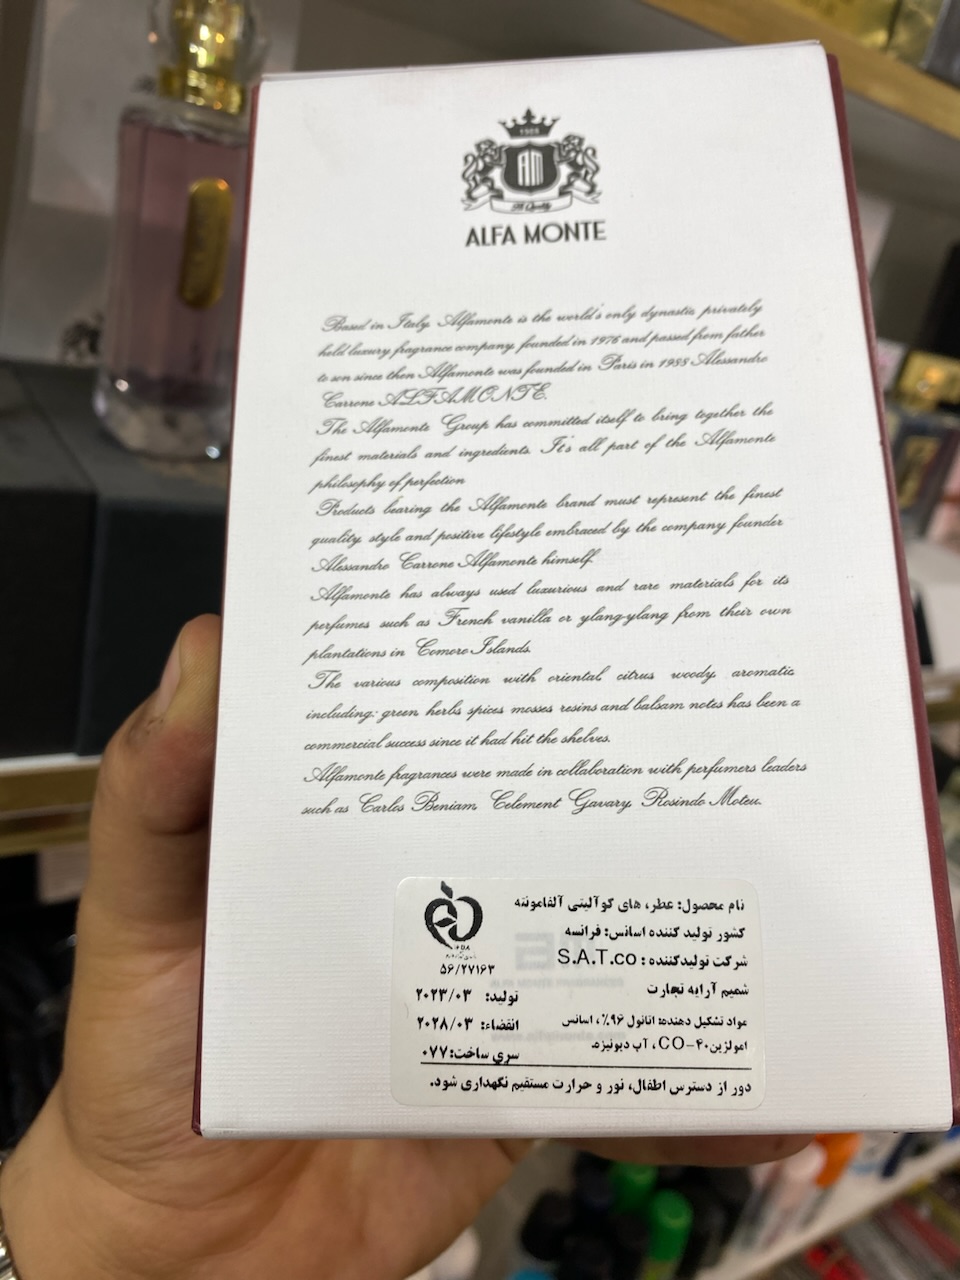 1988
AM
ALFA MONTE
Based in Italy. Alfamonte is the world's only dynastic privately
held luxury fragrance company founded in 1976 and passed from father
to son since then Alfamonte was founded in Paris in 1988 Alessandro
Carrone ALFAMONTE.
The Alfamonte Group has committed itself to bring together the
finest materials and ingredients. It's all part of the Alfamonte
philosophy of perfection
Products bearing the Alfamonte brand must represent the finest
quality style and positive lifestyle embraced by the company founder
Alessandro Carrone Alfamonte himself.
Alfamonte has always used luxurious and rare materials for its
perfumes such as French vanilla or ylang-ylang from their own
plantations in Comoro Islands.
The various composition with oriental, citrus woody, aromatic
including: green, herbs, spices mosses resins and balsam notes has been a
commercial success since it had hit the shelves.
Alfamonte fragrances were made in collaboration with perfumers leaders
such as Carlos Beniam, Celement Gavary, Rosindo Moteu.
نام محصول: عطر، های کوآلیتی آلفامونته
کشور تولید کننده اسانس: فرانسه
شرکت تولیدکننده : S.A.T.co
شمیم آرایه تجارت
مواد تشکیل دهنده: اتانول ۹۶٪، اسانس
امولژین۴۰-CO، آب دیونیزه.
۵۶/۲۷۱۶۳
تولید: ۲۰۲۳/۰۳
انقضاء: ۲۰۲۸/۰۳
سری ساخت: ۰۷۷
دور از دسترس اطفال، نور و حرارت مستقیم نگهداری شود.